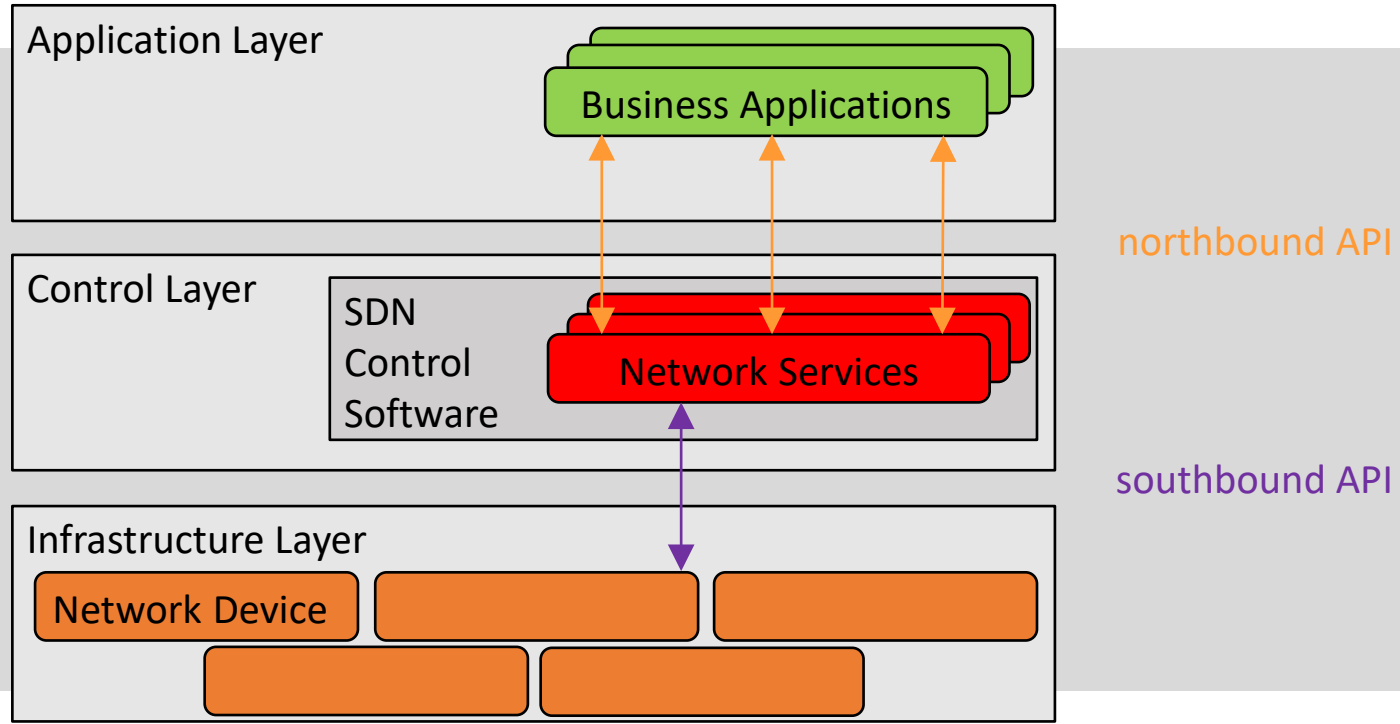 Application Layer
Business Applications
northbound API
Control Layer
SDN
Control
Software
Network Services
southbound API
Infrastructure Layer
Network Device